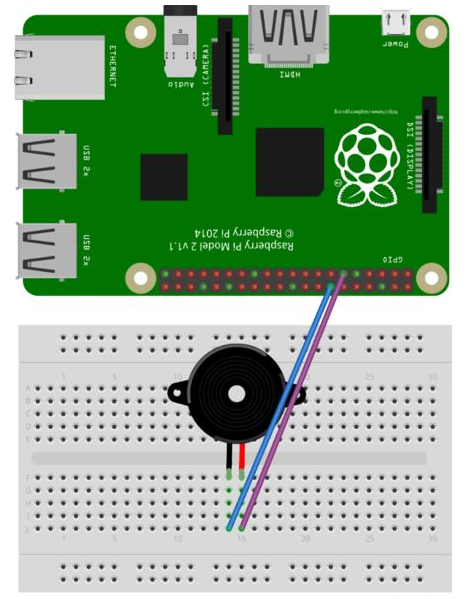 Power
Audio
HDMI
ETHERNET
CSI (CAMERA)
http://www.raspberrypi.org
DSI (DISPLAY)
USB 2x
© Raspberry Pi 2014
Raspberry Pi Model 2 v1.1
USB 2x
GPIO
1 5 10 20 25 30
A
B
C
D
E
F
G
H
I
J
1 5 10 15 20 25 30